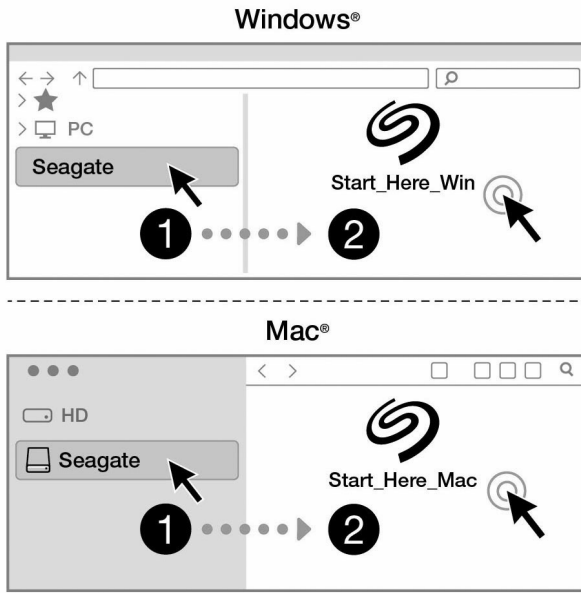 Windows®
> PC
Seagate
Start_Here_Win
1 2
Mac®
HD
Seagate
Start_Here_Mac
1 2